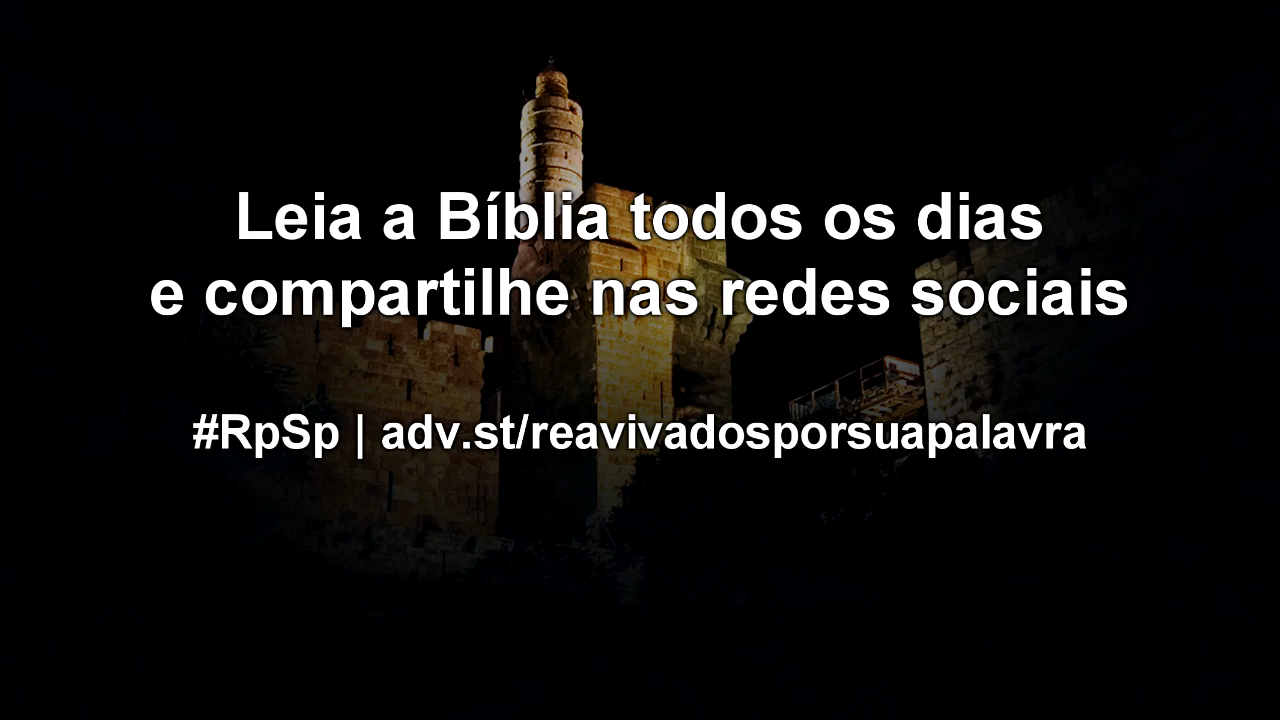 Leia a Bíblia todos os dias
e compartilhe nas redes sociais
#RpSp | adv.st/reavivadosporsuapalavra